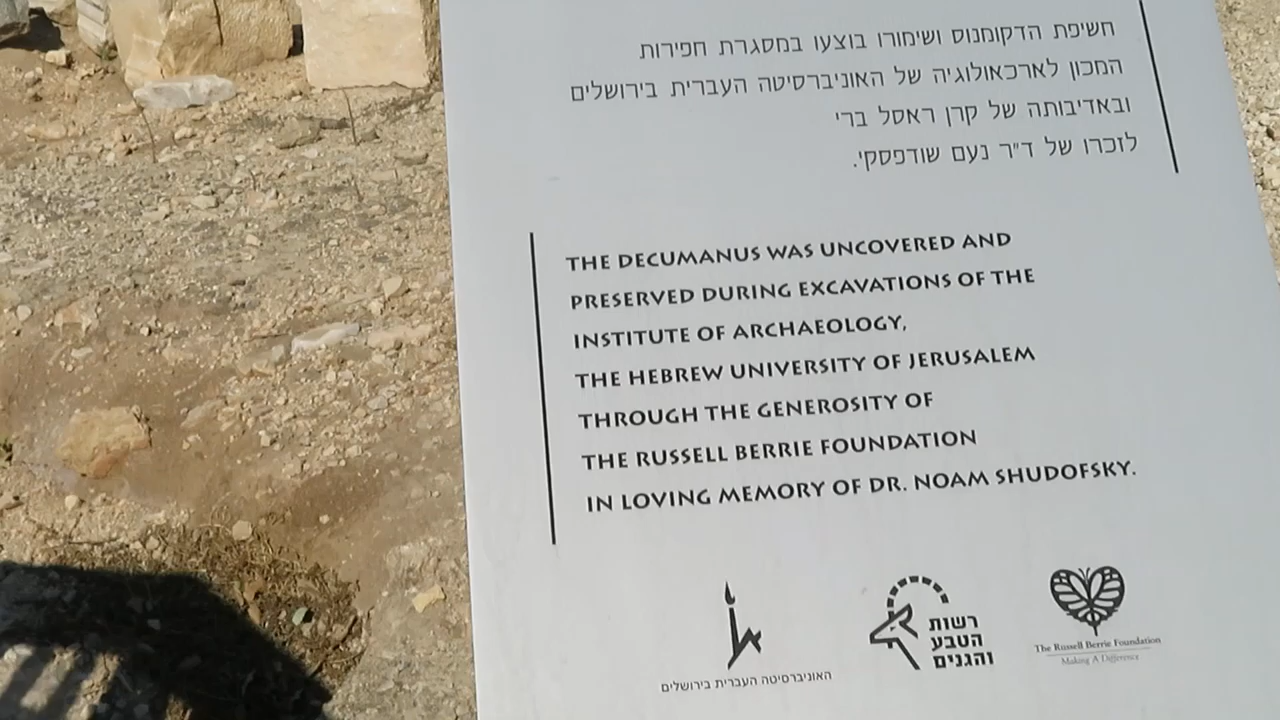 חשיפת הדקומנוס ושימורו בוצעו במסגרת חפירות
המכון לארכאולוגיה של האוניברסיטה העברית בירושלים
ובאדיבותה של קרן ראסל ברי
לזכרו של ד"ר נעם שודפסקי.
THE DECUMANUS WAS UNCOVERED AND
PRESERVED DURING EXCAVATIONS OF THE
INSTITUTE OF ARCHAEOLOGY,
THE HEBREW UNIVERSITY OF JERUSALEM
THROUGH THE GENEROSITY OF
THE RUSSELL BERRIE FOUNDATION
IN LOVING MEMORY OF DR. NOAM SHUDOFSKY.
האוניברסיטה העברית בירושלים
רשות
הטבע
והגנים
The Russell Berrie Foundation
Making A Difference